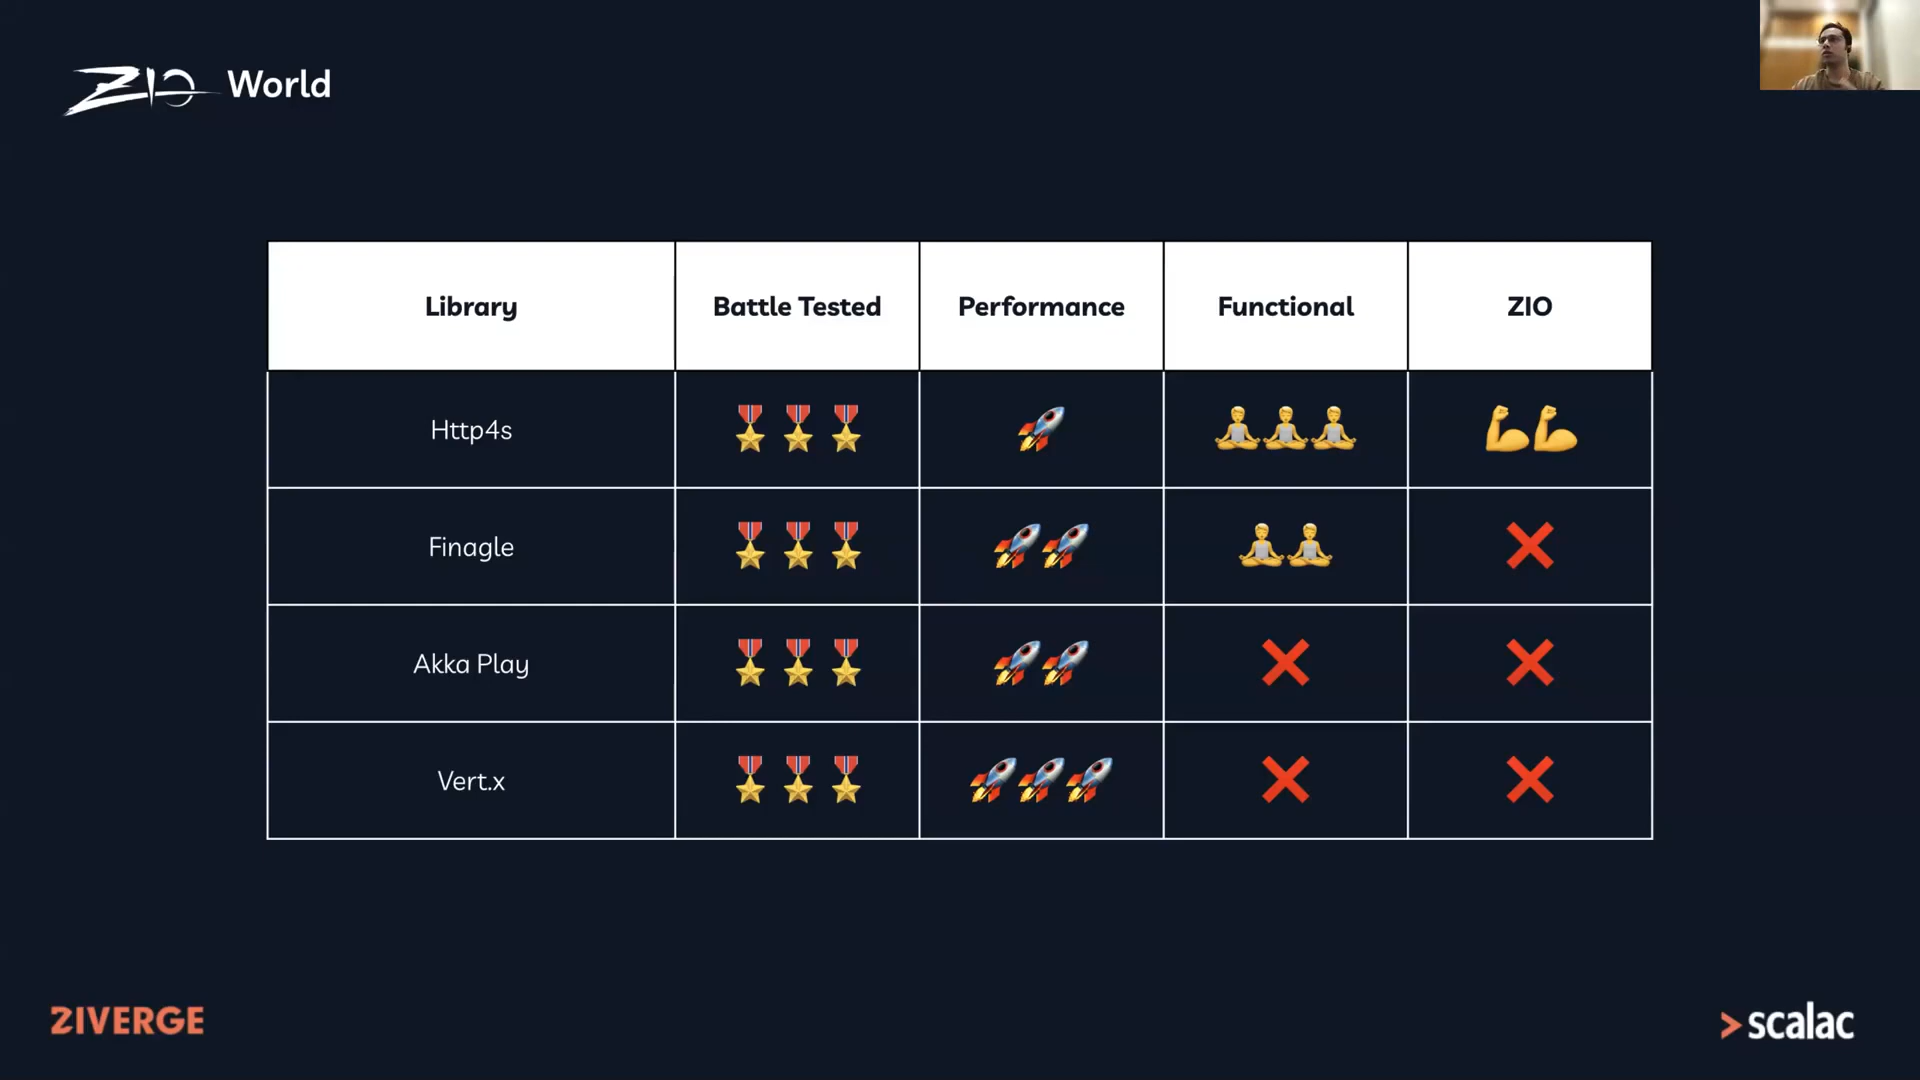 ZIO World
Library Battle Tested Performance Functional ZIO
Http4s
Finagle
Akka Play
Vert.x
ZIVERGE
scalac